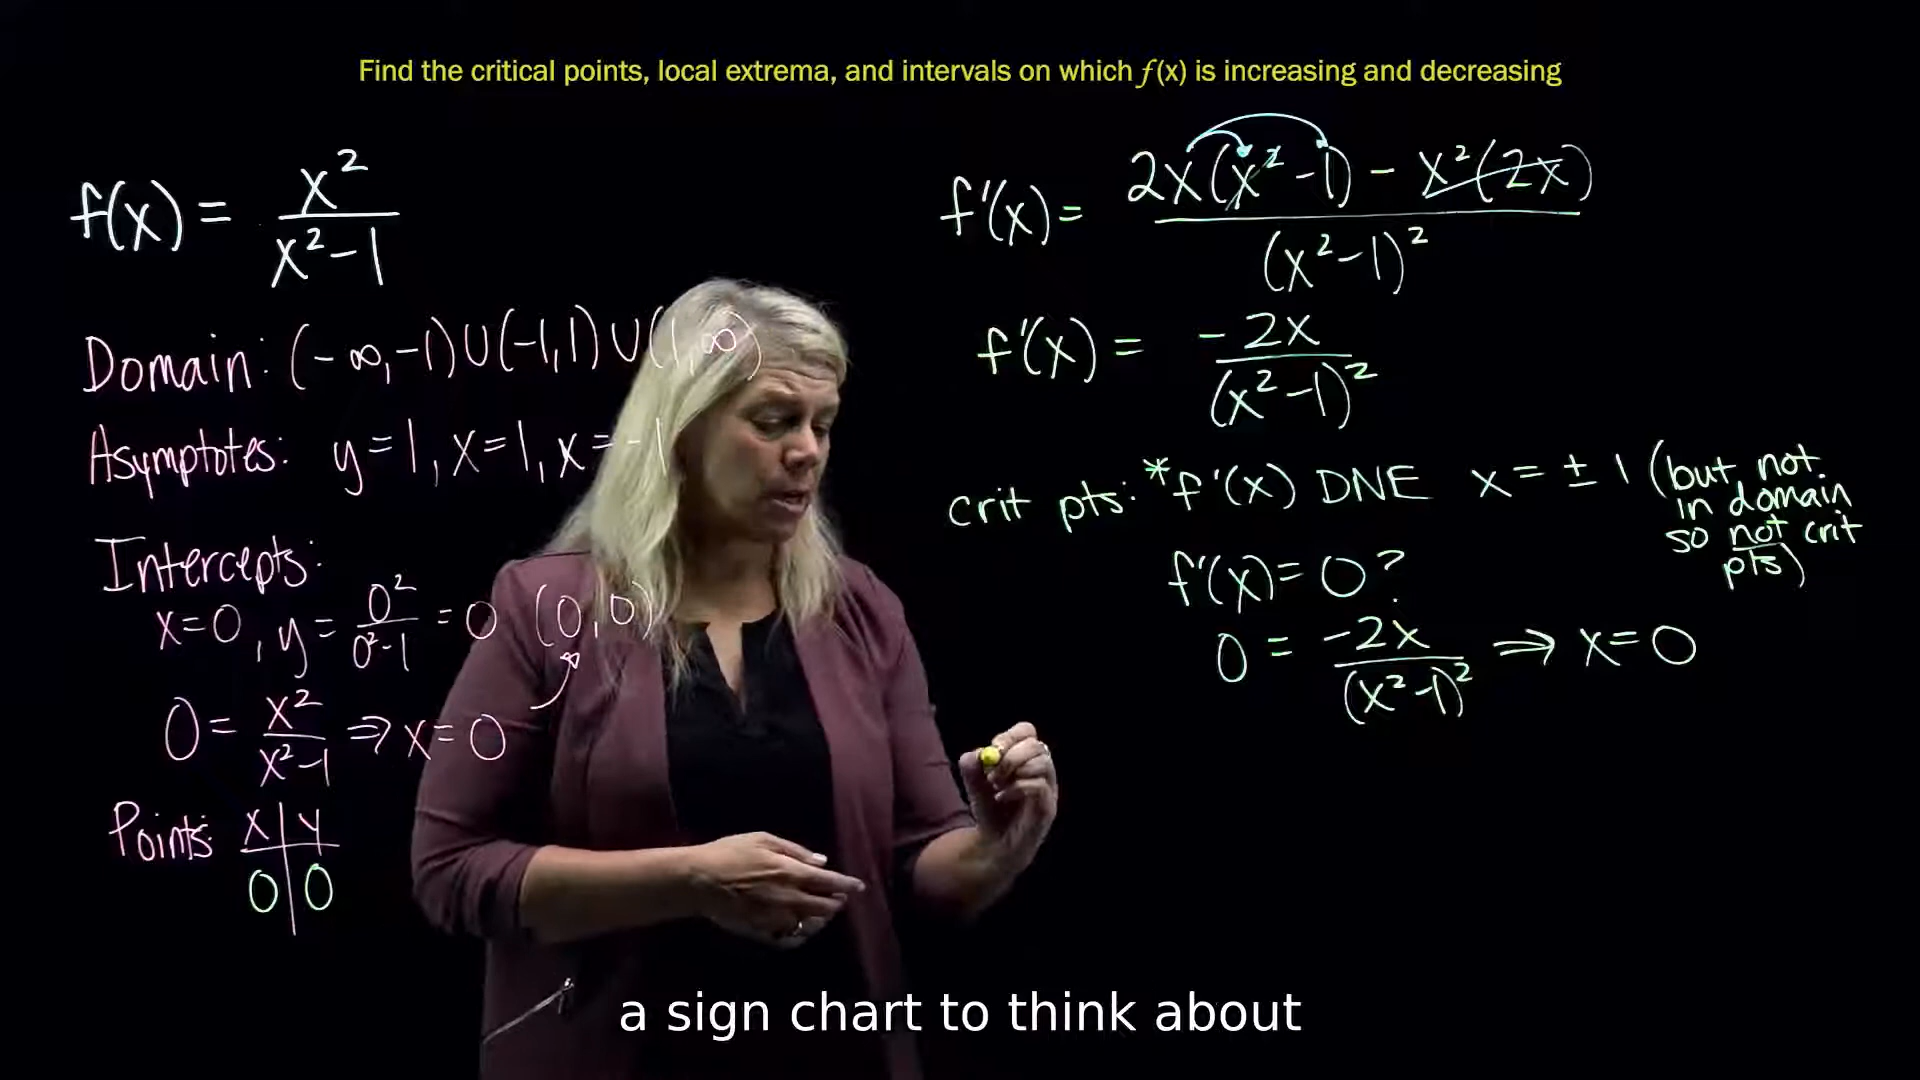 Find the critical points, local extrema, and intervals on which f(x) is increasing and decreasing
f(x) = x²/(x²-1)
Domain: (-∞,-1)∪(-1,1)∪(1,∞)
Asymptotes: y=1, x=1, x=-1
Intercepts:
x=0, y= 0²/(0²-1) = 0 (0,0)
0= x²/(x²-1) ⇒ x=0
Points: x | y
0 | 0
f'(x)= (2x(x²-1) - x²(2x))/(x²-1)²
f'(x) = -2x/(x²-1)²
crit pts: *f'(x) DNE x=±1 (but not
in domain
so not crit
pts)
f'(x)=0?
0 = -2x/(x²-1)² ⇒ x=0
a sign chart to think about